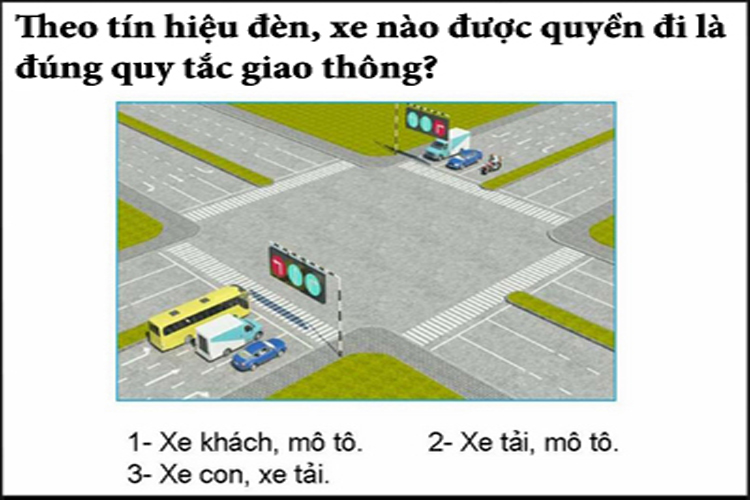 Theo tín hiệu đèn, xe nào được quyền đi là
đúng quy tắc giao thông?
1- Xe khách, mô tô.
2- Xe tải, mô tô.
3- Xe con, xe tải.